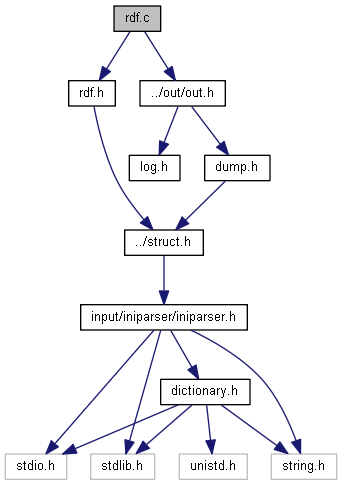 rdf.c
rdf.h
../out/out.h
log.h
dump.h
../struct.h
input/iniparser/iniparser.h
dictionary.h
stdio.h
stdlib.h
unistd.h
string.h